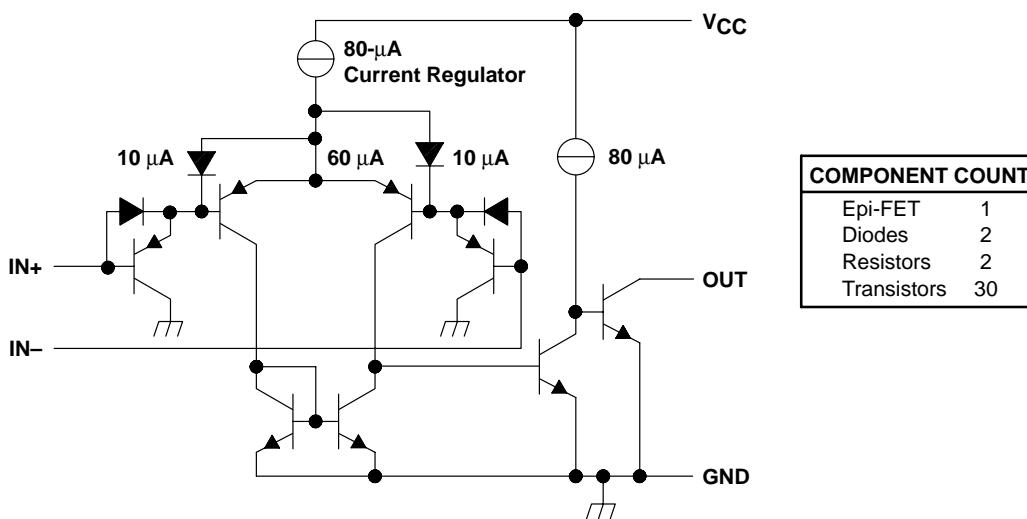 VCC
80-μA
Current Regulator
10 μA
60 μA
10 μA
80 μA
IN+
IN–
OUT
GND
COMPONENT COUNT
Epi-FET 1
Diodes 2
Resistors 2
Transistors 30